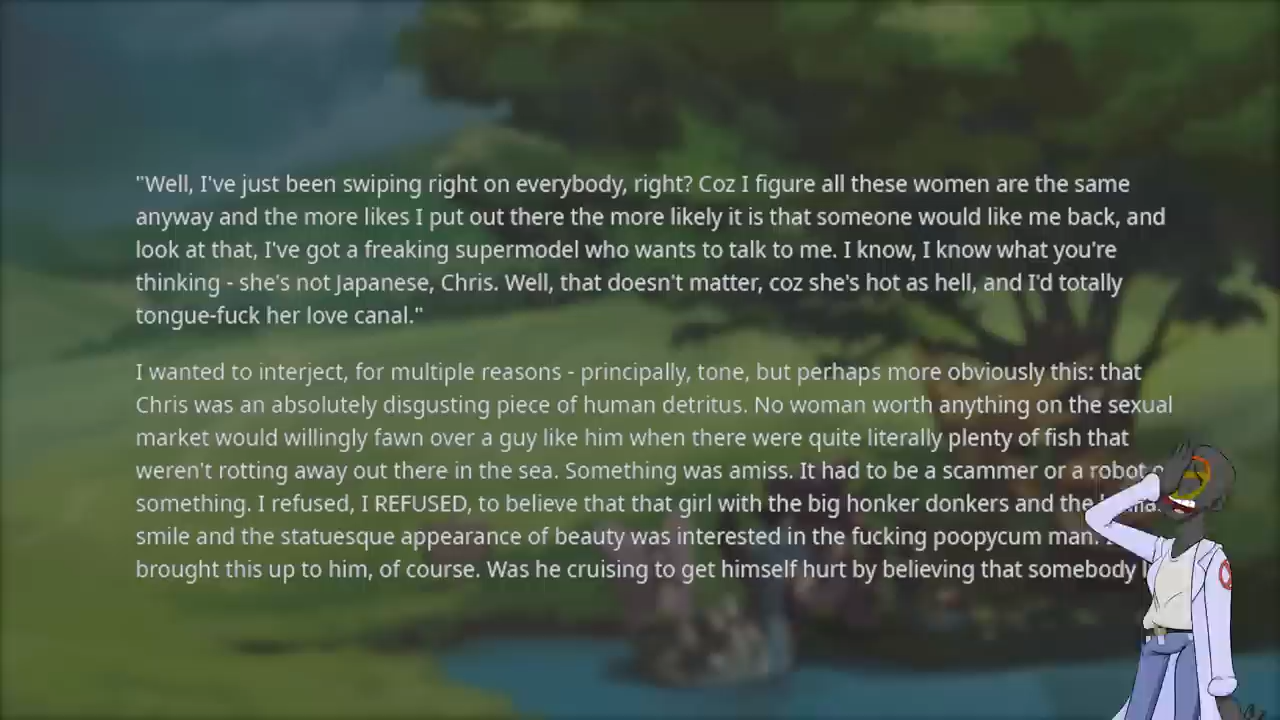 "Well, I've just been swiping right on everybody, right? Coz I figure all these women are the same
anyway and the more likes I put out there the more likely it is that someone would like me back, and
look at that, I've got a freaking supermodel who wants to talk to me. I know, I know what you're
thinking - she's not Japanese, Chris. Well, that doesn't matter, coz she's hot as hell, and I'd totally
tongue-fuck her love canal."
I wanted to interject, for multiple reasons - principally, tone, but perhaps more obviously this: that
Chris was an absolutely disgusting piece of human detritus. No woman worth anything on the sexual
market would willingly fawn over a guy like him when there were quite literally plenty of fish that
weren't rotting away out there in the sea. Something was amiss. It had to be a scammer or a robot
something. I refused, I REFUSED, to believe that that girl with the big honker donkers and the
smile and the statuesque appearance of beauty was interested in the fucking poopycum man.
brought this up to him, of course. Was he cruising to get himself hurt by believing that somebody